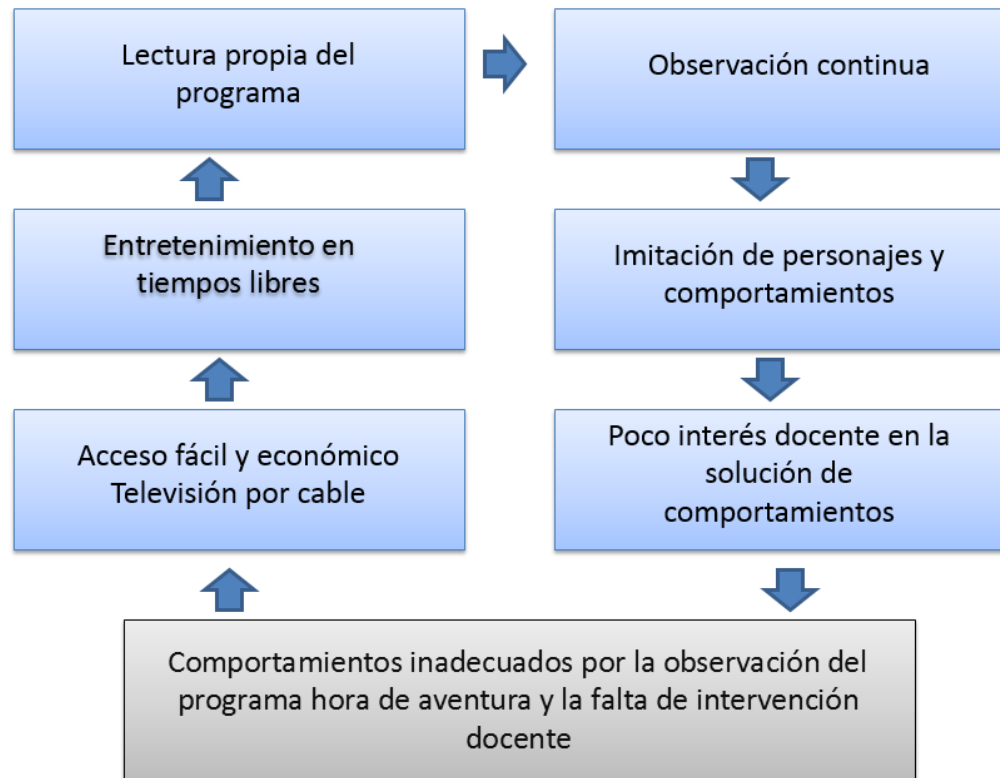 Lectura propia del
programa
Observación continua
Entretenimiento en
tiempos libres
Imitación de personajes y
comportamientos
Acceso fácil y económico
Televisión por cable
Poco interés docente en la
solución de
comportamientos
Comportamientos inadecuados por la observación del
programa hora de aventura y la falta de intervención
docente